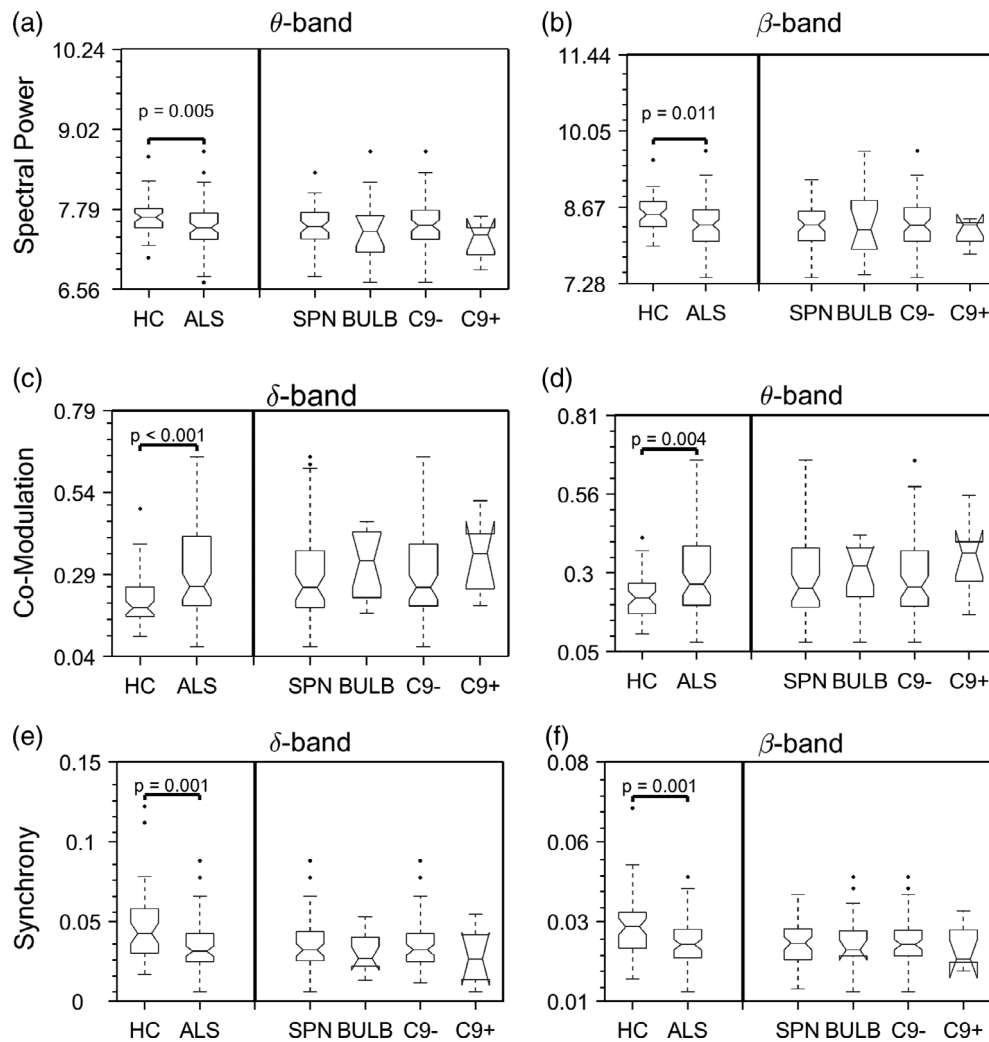 (a) θ-band
10.24
9.02
7.79
6.56
Spectral Power
p = 0.005
HC ALS SPN BULB C9- C9+
(b) β-band
11.44
10.05
8.67
7.28
p = 0.011
HC ALS SPN BULB C9- C9+
(c) δ-band
0.79
0.54
0.29
0.04
Co-Modulation
p < 0.001
HC ALS SPN BULB C9- C9+
(d) θ-band
0.81
0.56
0.3
0.05
p = 0.004
HC ALS SPN BULB C9- C9+
(e) δ-band
0.15
0.1
0.05
0
Synchrony
p = 0.001
HC ALS SPN BULB C9- C9+
(f) β-band
0.08
0.06
0.03
0.01
p = 0.001
HC ALS SPN BULB C9- C9+